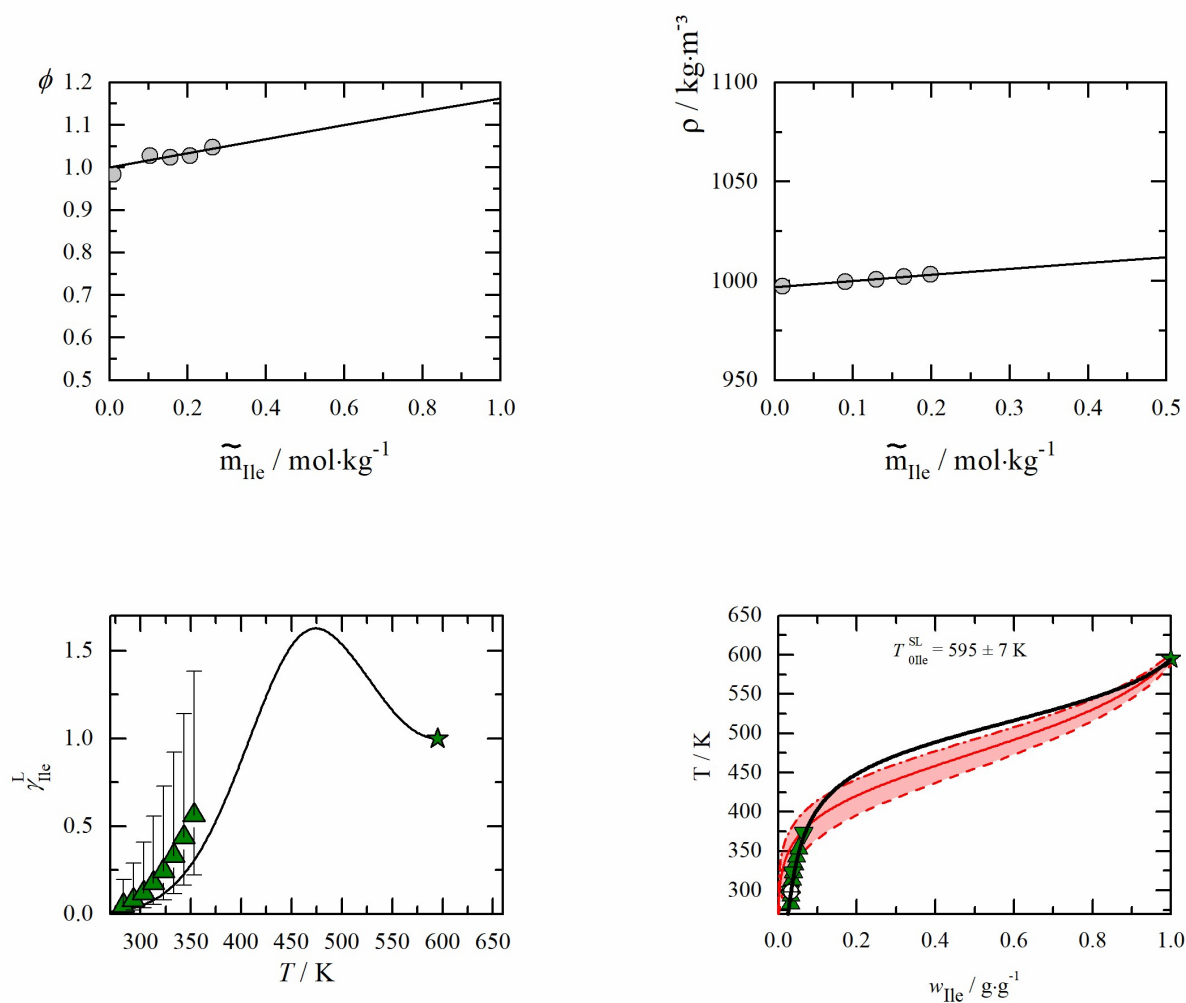 ϕ
1.2
1.1
1.0
0.9
0.8
0.7
0.6
0.5
0.0 0.2 0.4 0.6 0.8 1.0
m̃Ile / mol·kg-1
ρ / kg·m-3
1100
1050
1000
950
0.0 0.1 0.2 0.3 0.4 0.5
m̃Ile / mol·kg-1
γLIle
1.5
1.0
0.5
0.0
300 350 400 450 500 550 600 650
T / K
T / K
650
600
550
500
450
400
350
300
TSL0Ile = 595 ± 7 K
0.0 0.2 0.4 0.6 0.8 1.0
wIle / g·g-1